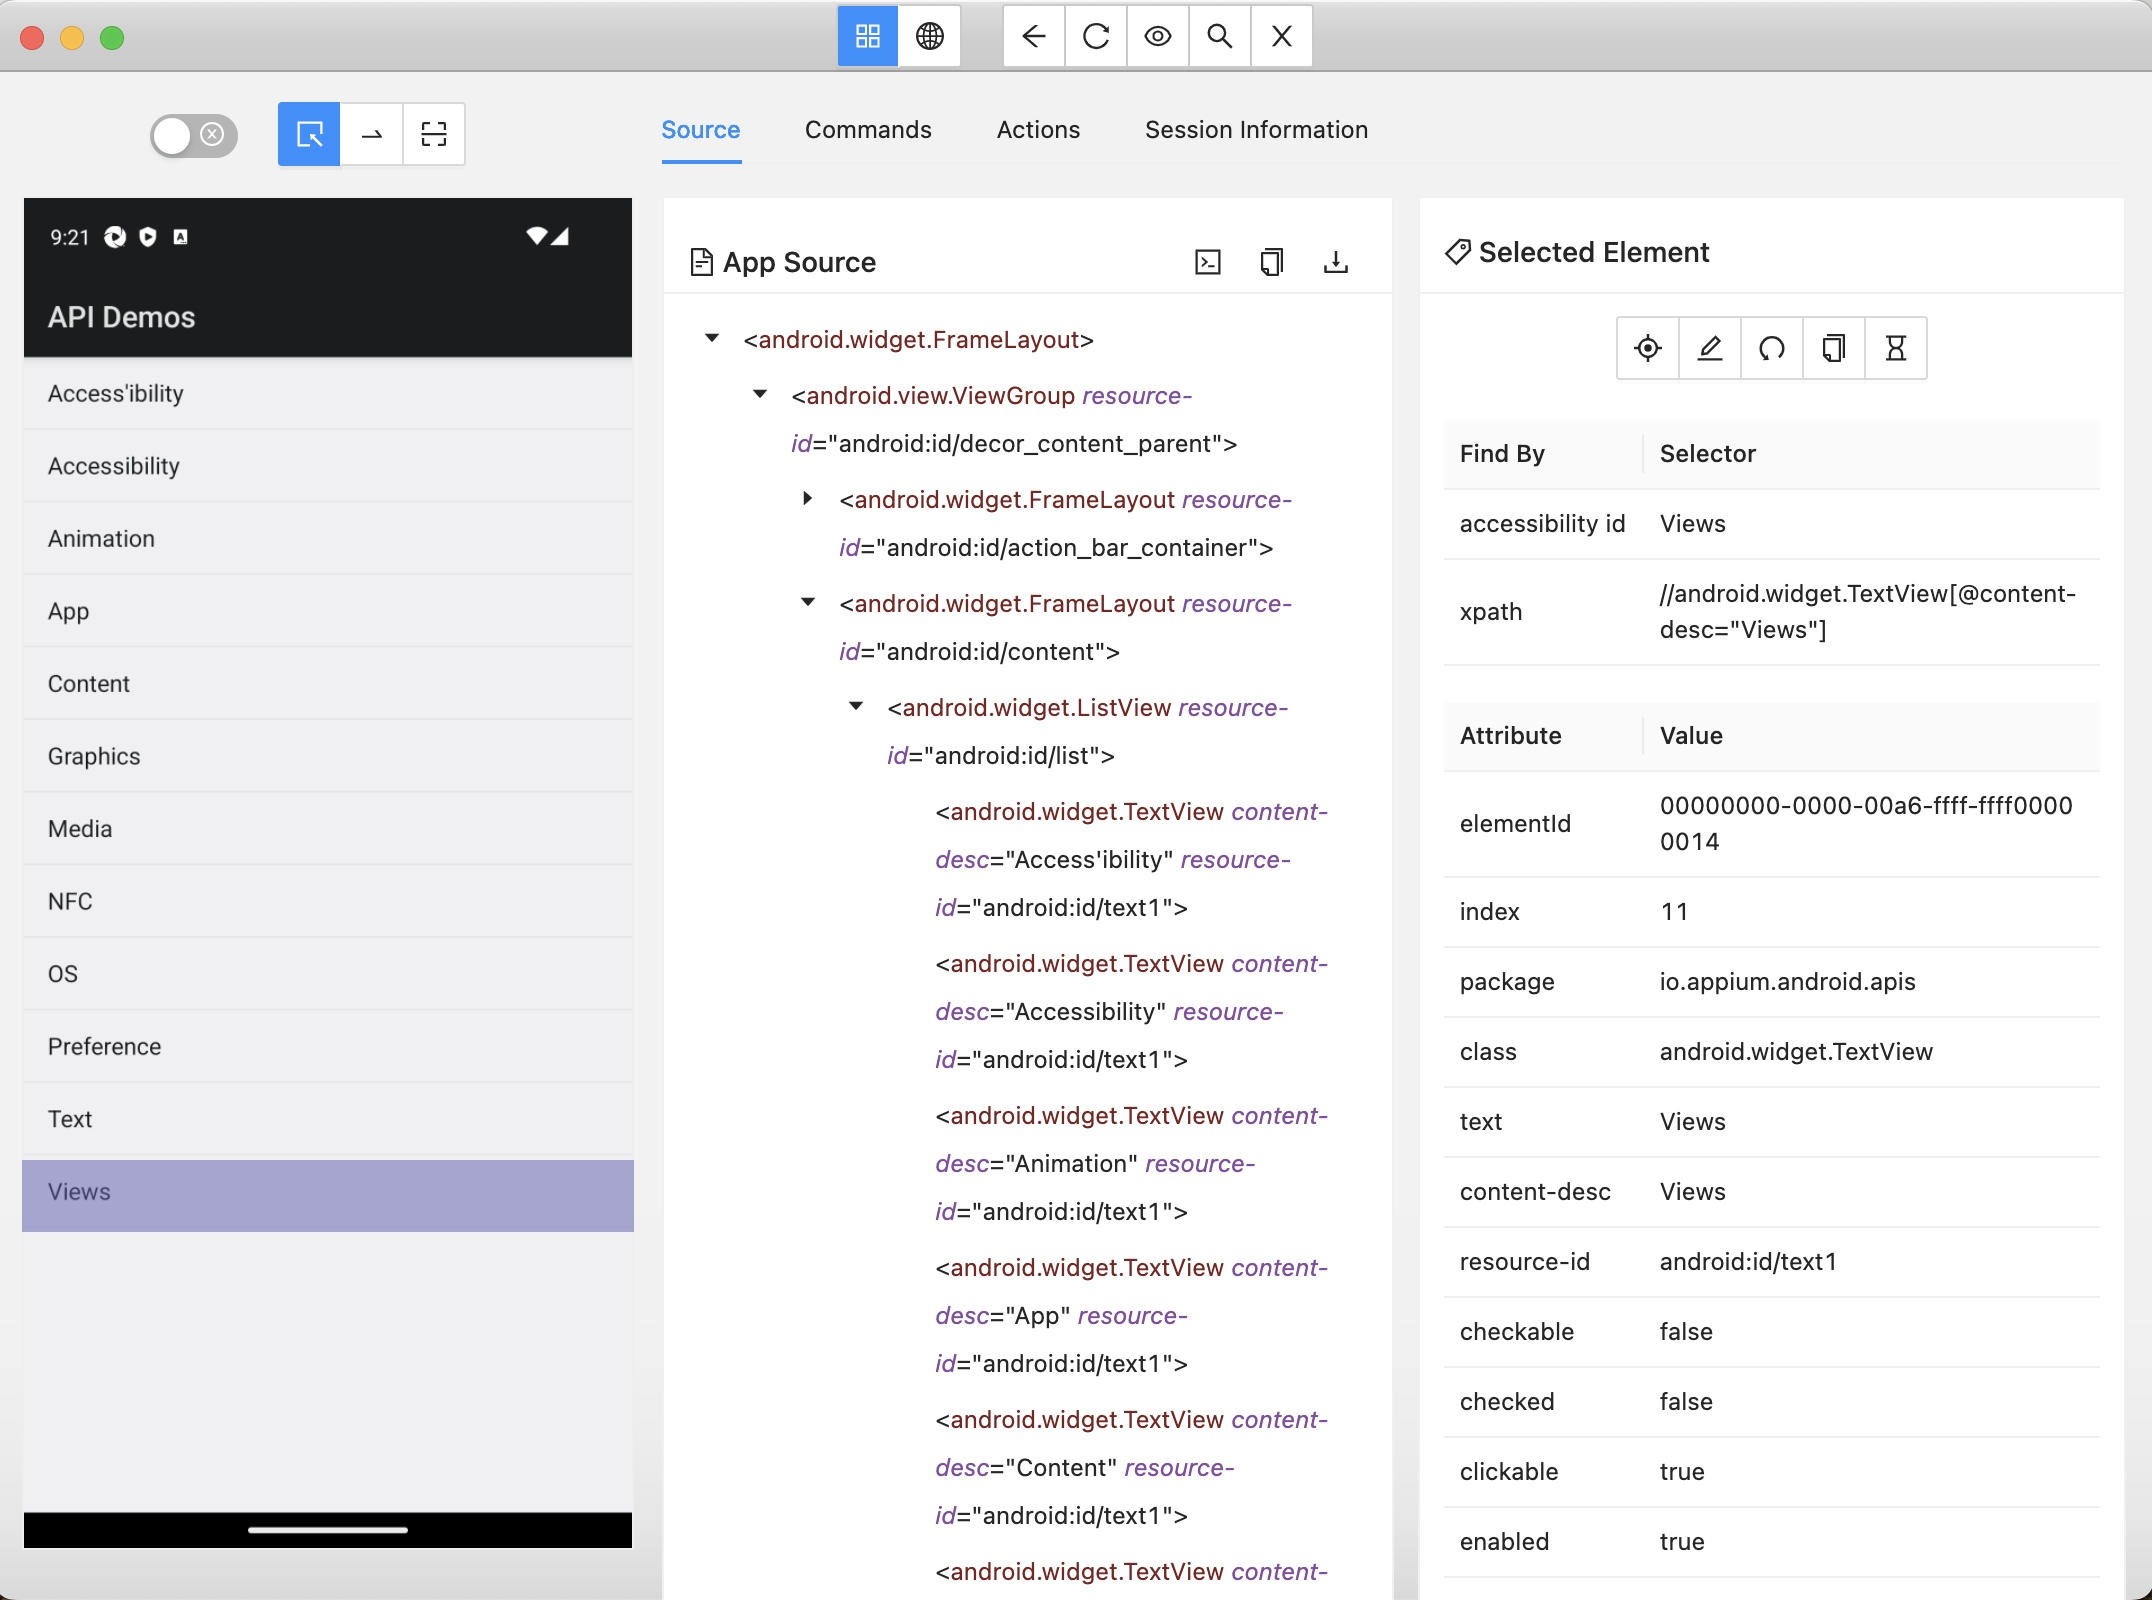 Source Commands Actions Session Information
9:21
API Demos
Access'ibility
Accessibility
Animation
App
Content
Graphics
Media
NFC
OS
Preference
Text
Views
App Source
<android.widget.FrameLayout>
<android.view.ViewGroup resource-
id="android:id/decor_content_parent">
<android.widget.FrameLayout resource-
id="android:id/action_bar_container">
<android.widget.FrameLayout resource-
id="android:id/content">
<android.widget.ListView resource-
id="android:id/list">
<android.widget.TextView content-
desc="Access'ibility" resource-
id="android:id/text1">
<android.widget.TextView content-
desc="Accessibility" resource-
id="android:id/text1">
<android.widget.TextView content-
desc="Animation" resource-
id="android:id/text1">
<android.widget.TextView content-
desc="App" resource-
id="android:id/text1">
<android.widget.TextView content-
desc="Content" resource-
id="android:id/text1">
<android.widget.TextView content-
Selected Element
Find By Selector
accessibility id Views
xpath //android.widget.TextView[@content-
desc="Views"]
Attribute Value
elementId 00000000-0000-00a6-ffff-ffff0000
0014
index 11
package io.appium.android.apis
class android.widget.TextView
text Views
content-desc Views
resource-id android:id/text1
checkable false
checked false
clickable true
enabled true